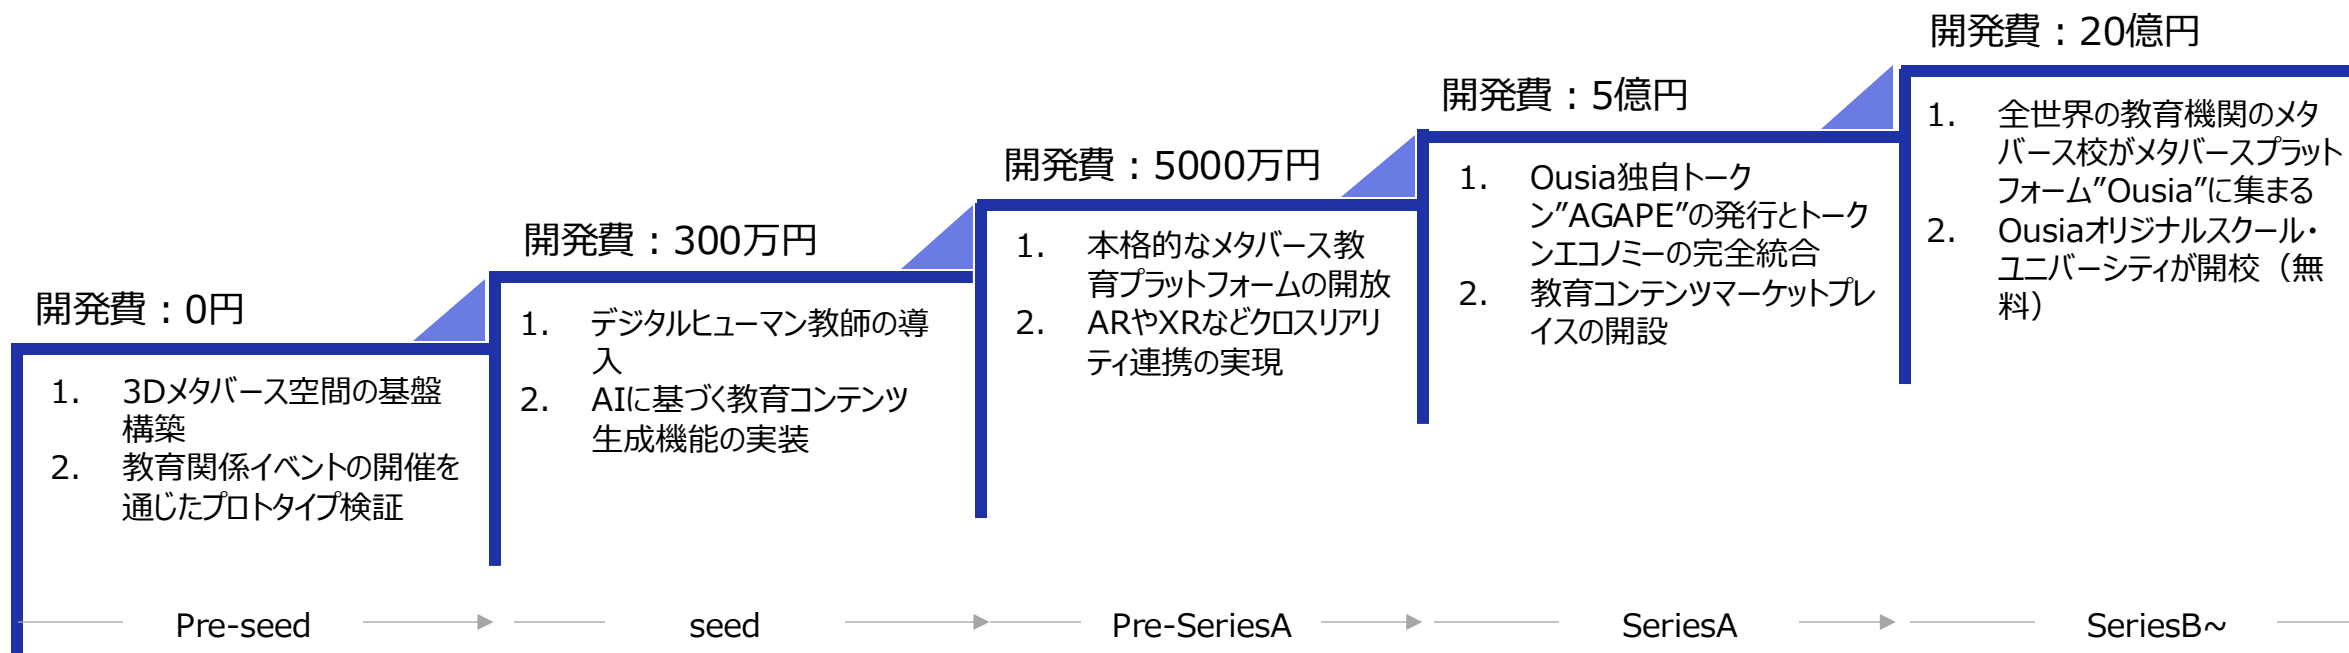 開発費：0円
1. 3Dメタバース空間の基盤
構築
2. 教育関係イベントの開催を
通じたプロトタイプ検証
Pre-seed
開発費：300万円
1. デジタルヒューマン教師の導
入
2. AIに基づく教育コンテンツ
生成機能の実装
seed
開発費：5000万円
1. 本格的なメタバース教
育プラットフォームの開放
2. ARやXRなどクロスリアリ
ティ連携の実現
Pre-SeriesA
開発費：5億円
1. Ousia独自トーク
ン”AGAPE”の発行とトーク
ンエコノミーの完全統合
2. 教育コンテンツマーケットプレ
イスの開設
SeriesA
開発費：20億円
1. 全世界の教育機関のメタ
バース校がメタバースプラット
フォーム”Ousia”に集まる
2. Ousiaオリジナルスクール・
ユニバーシティが開校（無
料）
SeriesB~